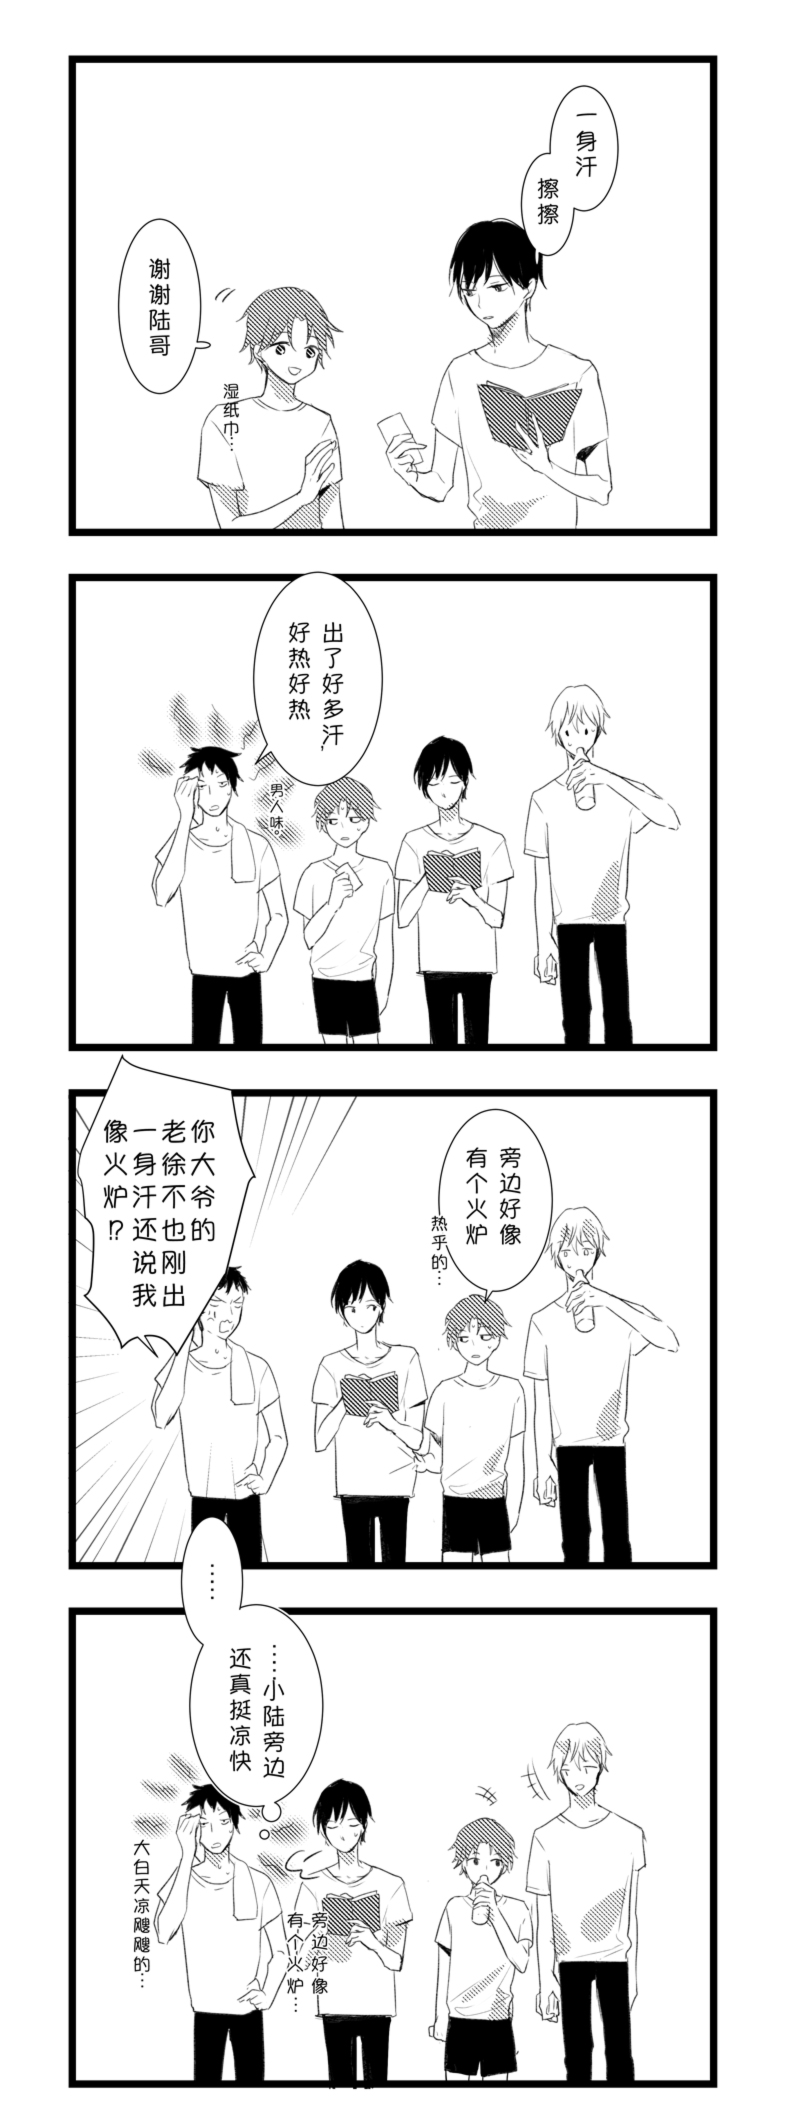 一身汗
擦擦
谢谢陆哥
湿纸巾…
出了好多汗,
好热好热
男人味。
旁边好像
有个火炉
热乎的…
你大爷的
老徐不也刚出
一身汗还说我
像火炉!?
……
……小陆旁边
还真挺凉快
旁边好像
有个火炉…
大白天凉飕飕的…